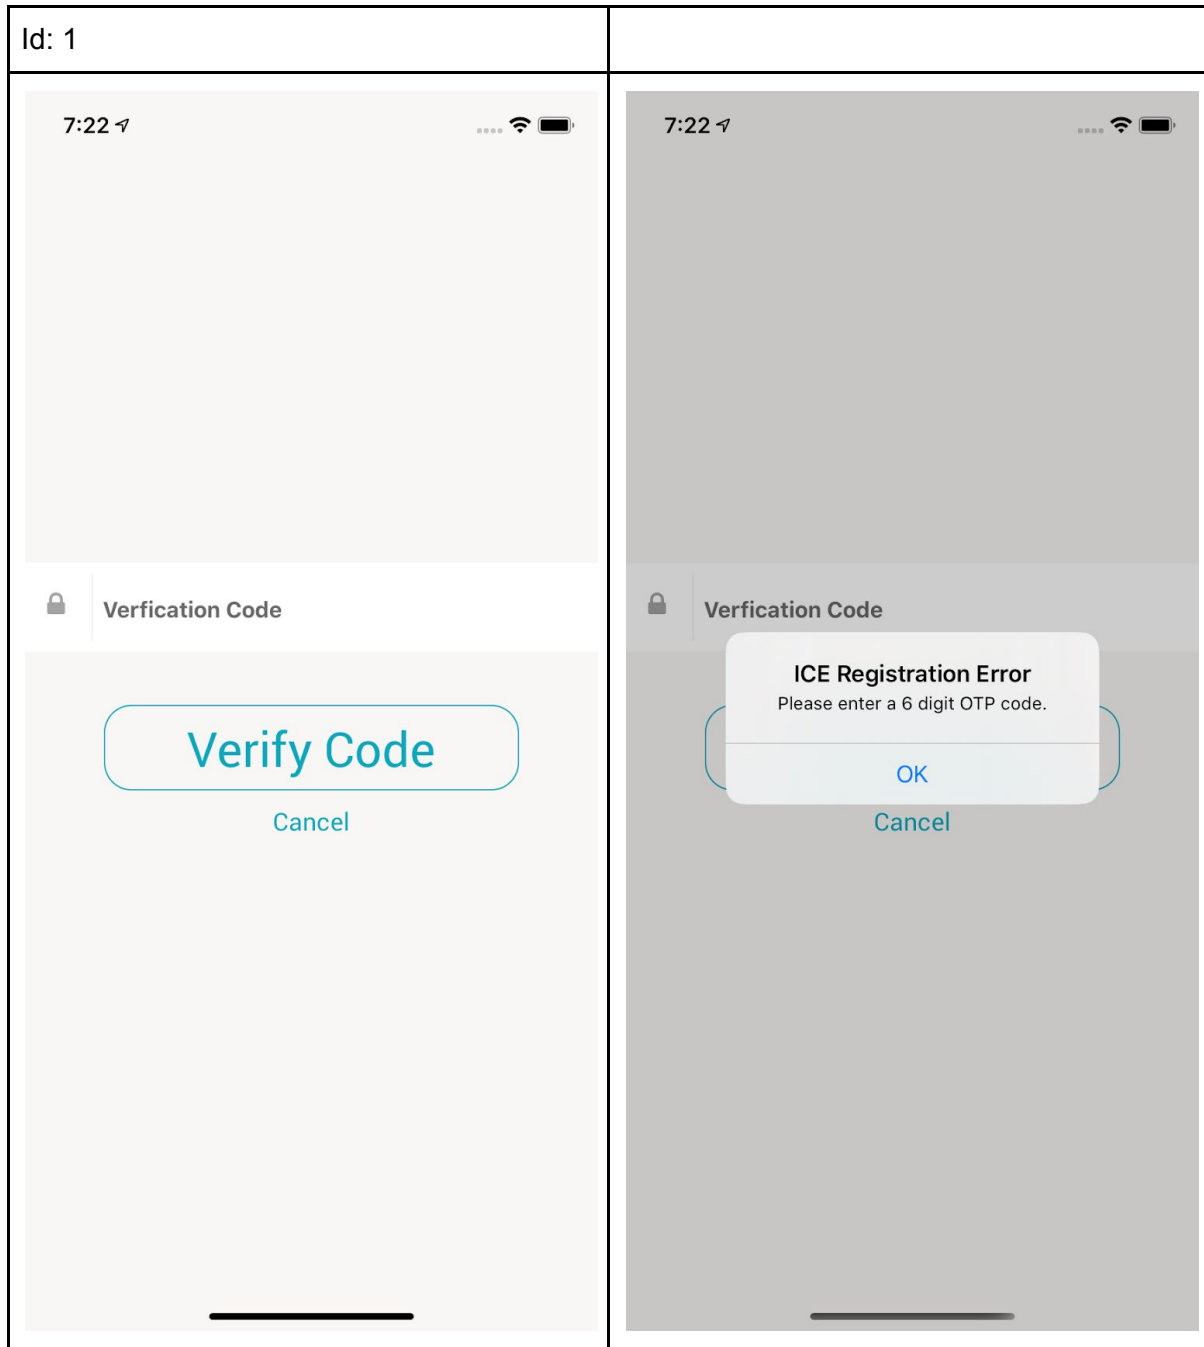 Id: 1
7:22
Verfication Code
Verify Code
Cancel
7:22
Verfication Code
ICE Registration Error
Please enter a 6 digit OTP code.
OK
Cancel